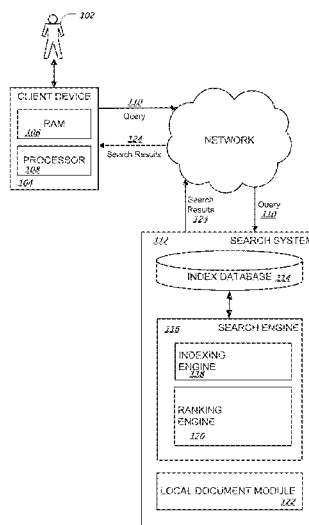 102
CLIENT DEVICE
RAM
106
PROCESSOR
108
104
110
Query
124
Search Results
NETWORK
Search
Results
124
Query
110
112
SEARCH SYSTEM
INDEX DATABASE 114
116
SEARCH ENGINE
INDEXING
ENGINE
118
RANKING
ENGINE
120
LOCAL DOCUMENT MODULE
122